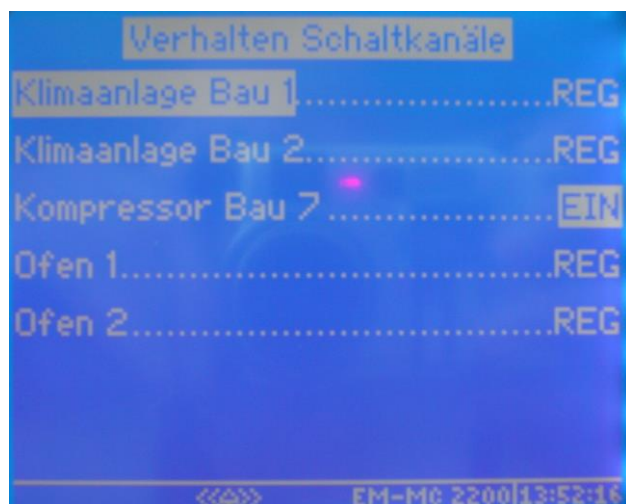 Verhalten Schaltkanäle
Klimaanlage Bau 1....................REG
Klimaanlage Bau 2...................REG
Kompressor Bau 7.................EIN
Ofen 1................................REG
Ofen 2...............................REG
<<△>> EM-MC 2200|13:52:16